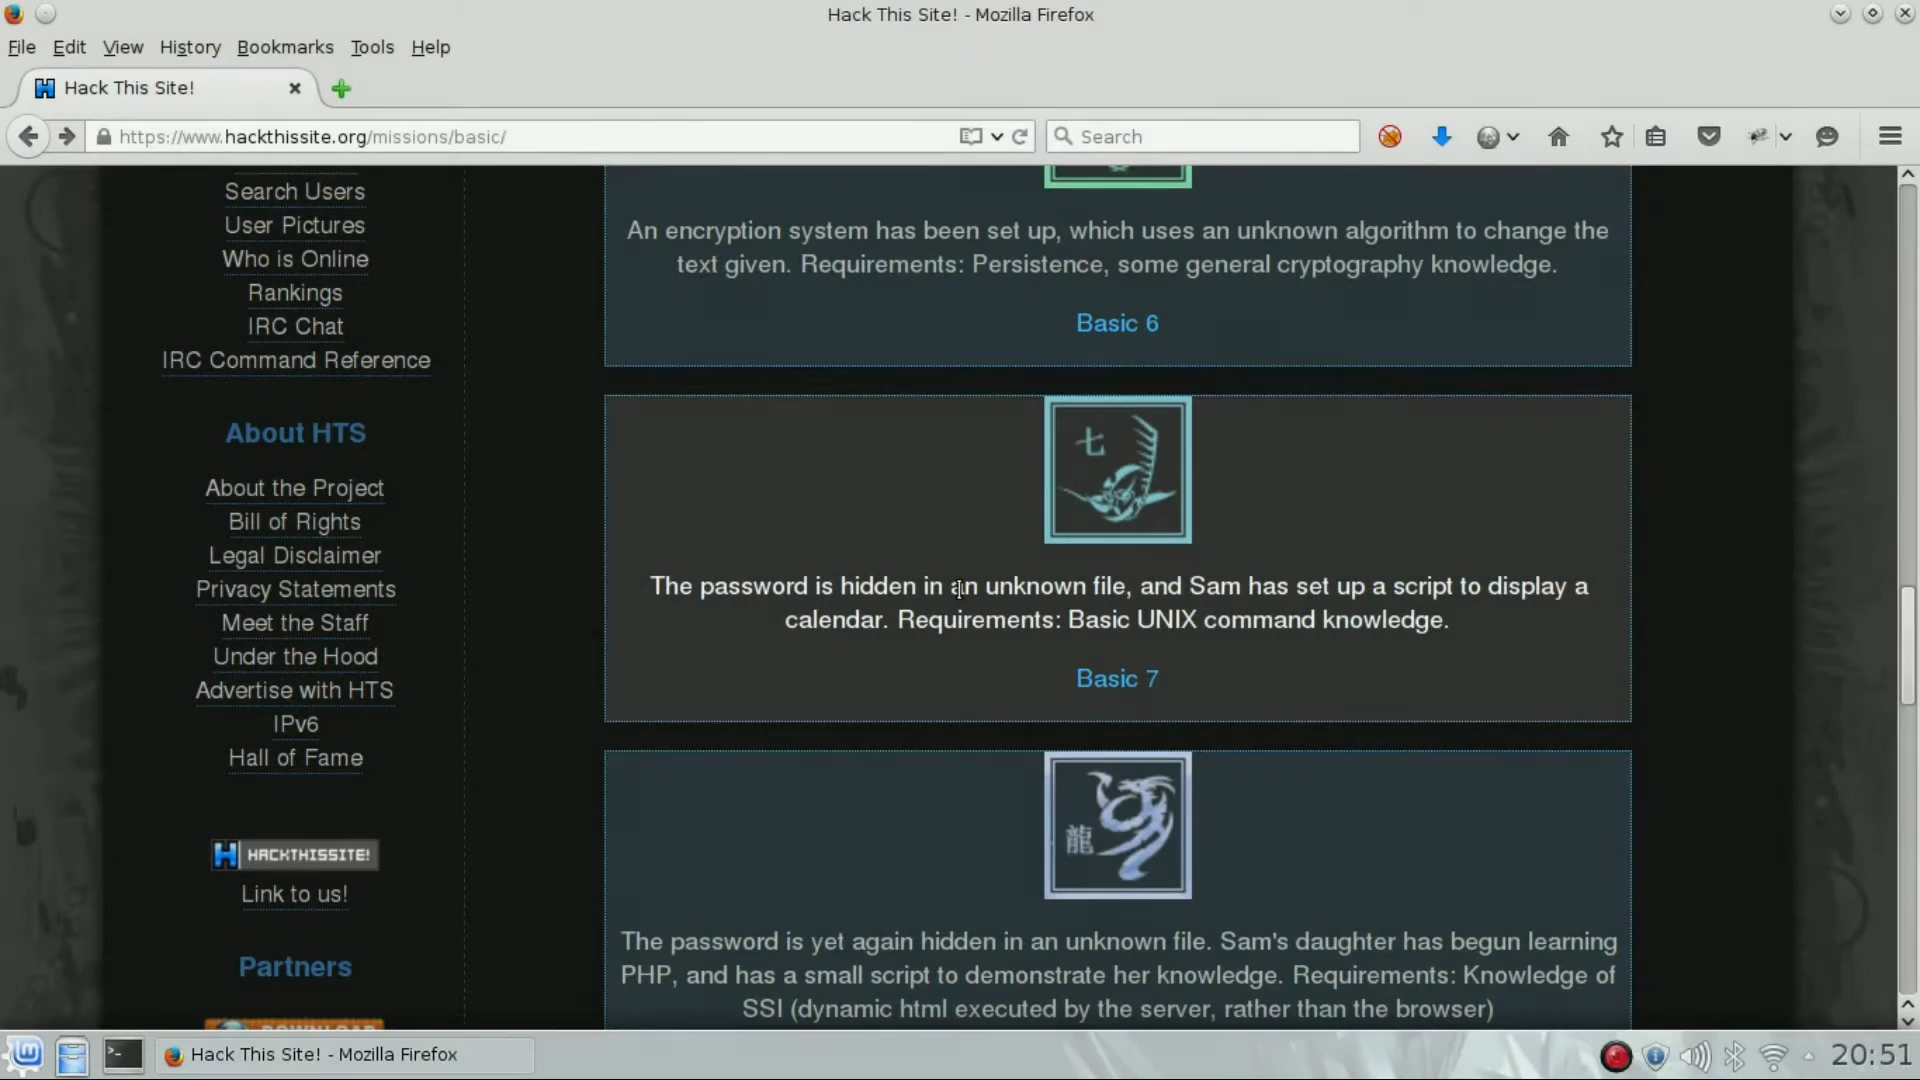 Hack This Site! - Mozilla Firefox
File Edit View History Bookmarks Tools Help
Hack This Site!
https://www.hackthissite.org/missions/basic/
Search
Search Users
User Pictures
Who is Online
Rankings
IRC Chat
IRC Command Reference
About HTS
About the Project
Bill of Rights
Legal Disclaimer
Privacy Statements
Meet the Staff
Under the Hood
Advertise with HTS
IPv6
Hall of Fame
HACKTHISSITE!
Link to us!
Partners
DOWNLOAD
An encryption system has been set up, which uses an unknown algorithm to change the
text given. Requirements: Persistence, some general cryptography knowledge.
Basic 6
七
The password is hidden in an unknown file, and Sam has set up a script to display a
calendar. Requirements: Basic UNIX command knowledge.
Basic 7
龍
The password is yet again hidden in an unknown file. Sam's daughter has begun learning
PHP, and has a small script to demonstrate her knowledge. Requirements: Knowledge of
SSI (dynamic html executed by the server, rather than the browser)
Hack This Site! - Mozilla Firefox
20:51